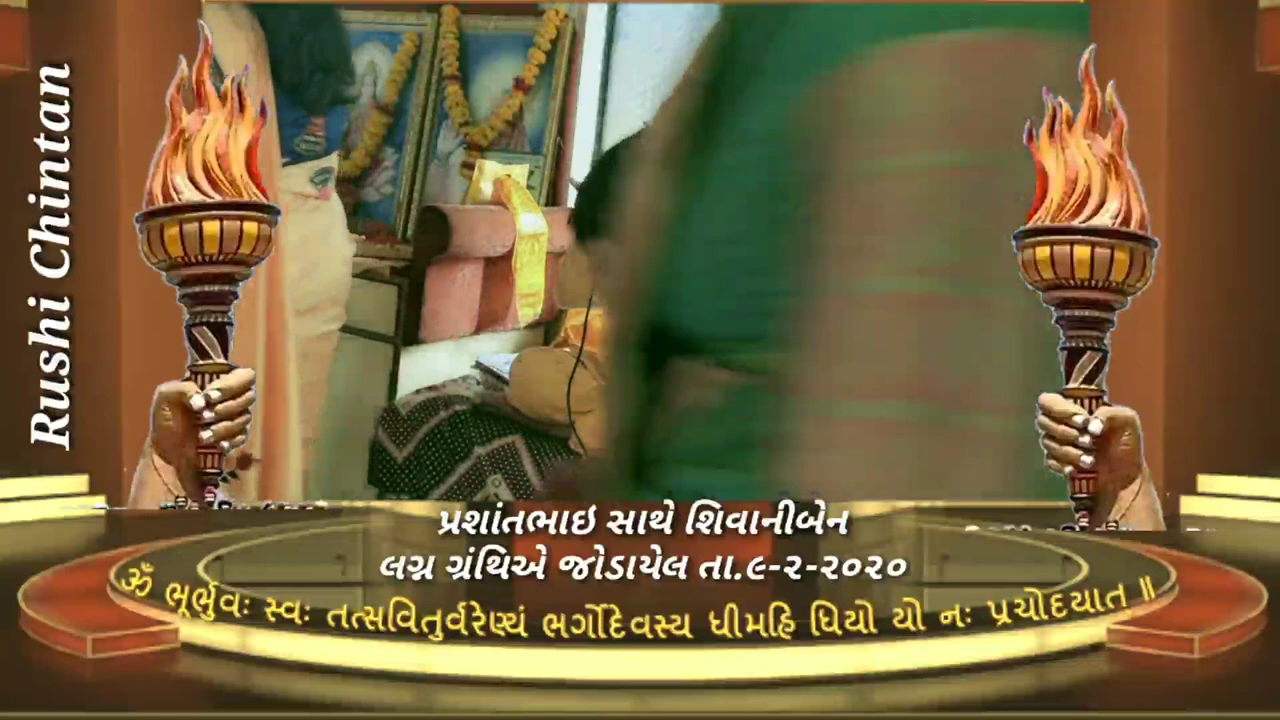 Rushi Chintan
પ્રશાંતભાઇ સાથે શિવાનીબેન
લગ્ન ગ્રંથિએ જોડાયેલ તા.૯-૨-૨૦૨૦
ૐ ભૂર્ભુવઃ સ્વઃ તત્સવિતુર્વરેણ્યં ભર્ગોદેવસ્ય ધીમહિ ધિયો યો નઃ પ્રચોદયાત ॥